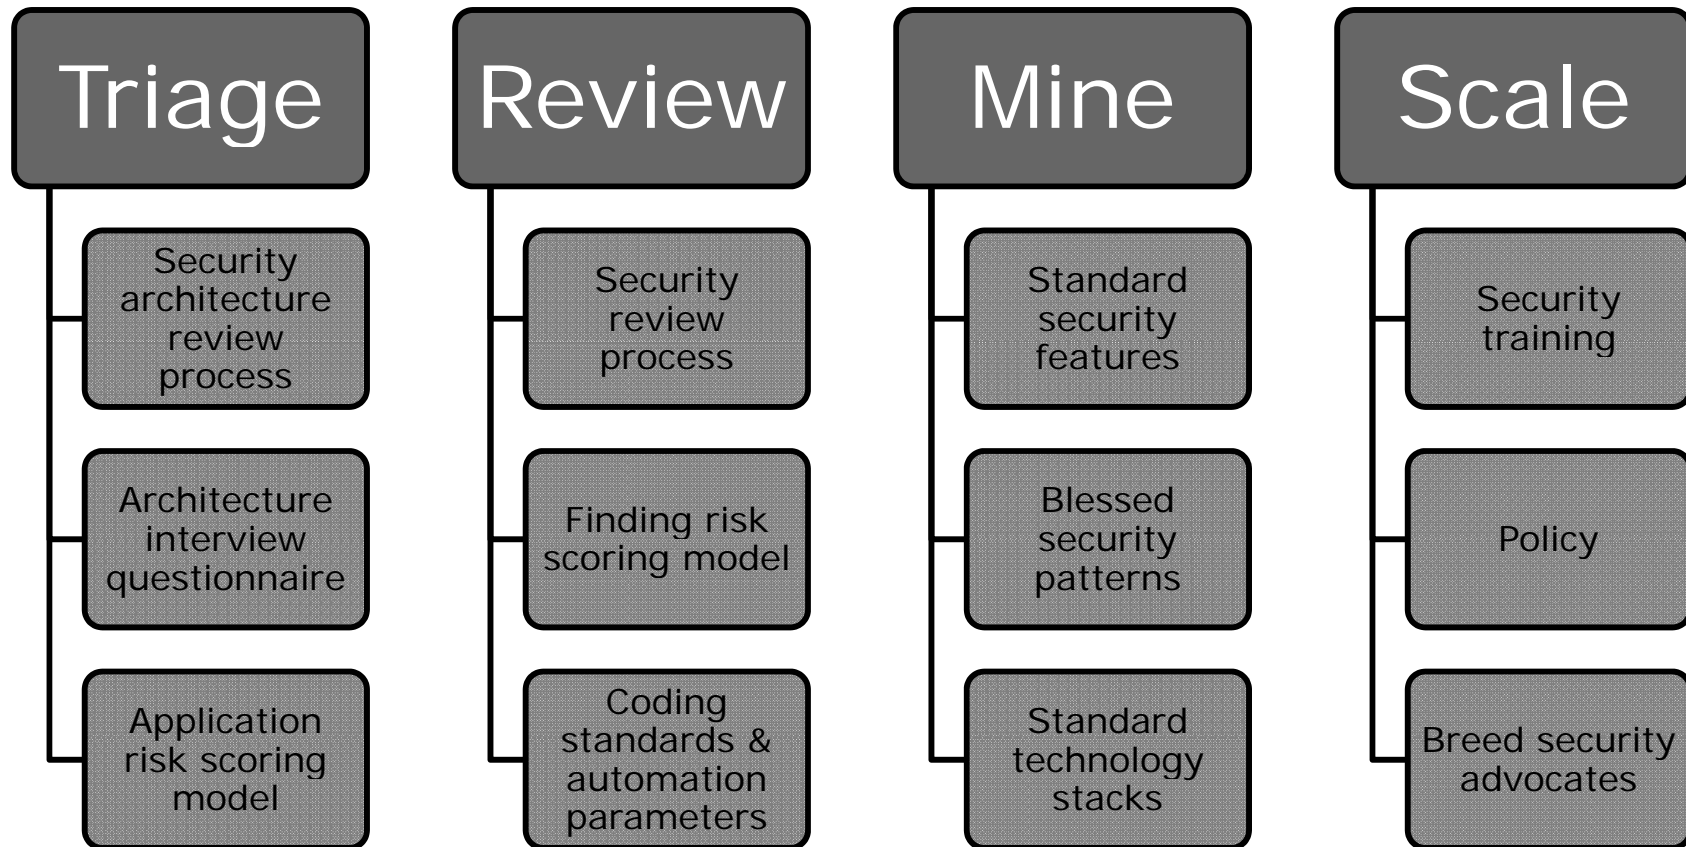 Triage
Security
architecture
review
process
Architecture
interview
questionnaire
Application
risk scoring
model
Review
Security
review
process
Finding risk
scoring model
Coding
standards &
automation
parameters
Mine
Standard
security
features
Blessed
security
patterns
Standard
technology
stacks
Scale
Security
training
Policy
Breed security
advocates